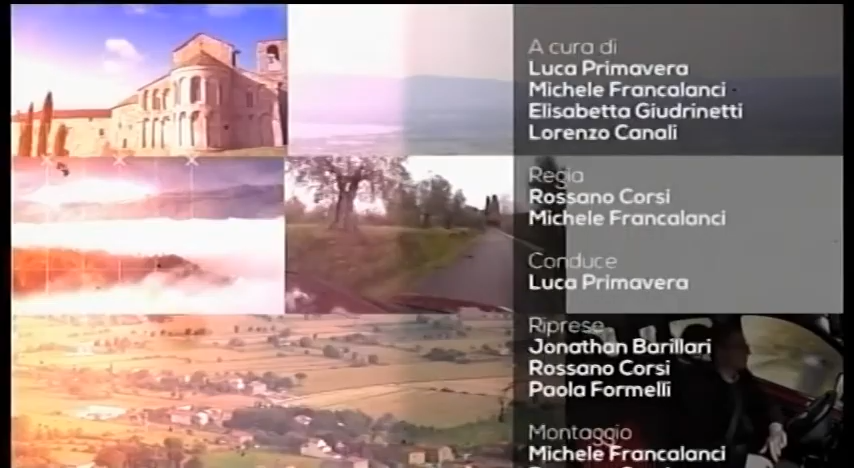 A cura di
Luca Primavera
Michele Francalanci
Elisabetta Giudrinetti
Lorenzo Canali
Regia
Rossano Corsi
Michele Francalanci
Conduce
Luca Primavera
Riprese
Jonathan Barillari
Rossano Corsi
Paola Formelli
Montaggio
Michele Francalanci